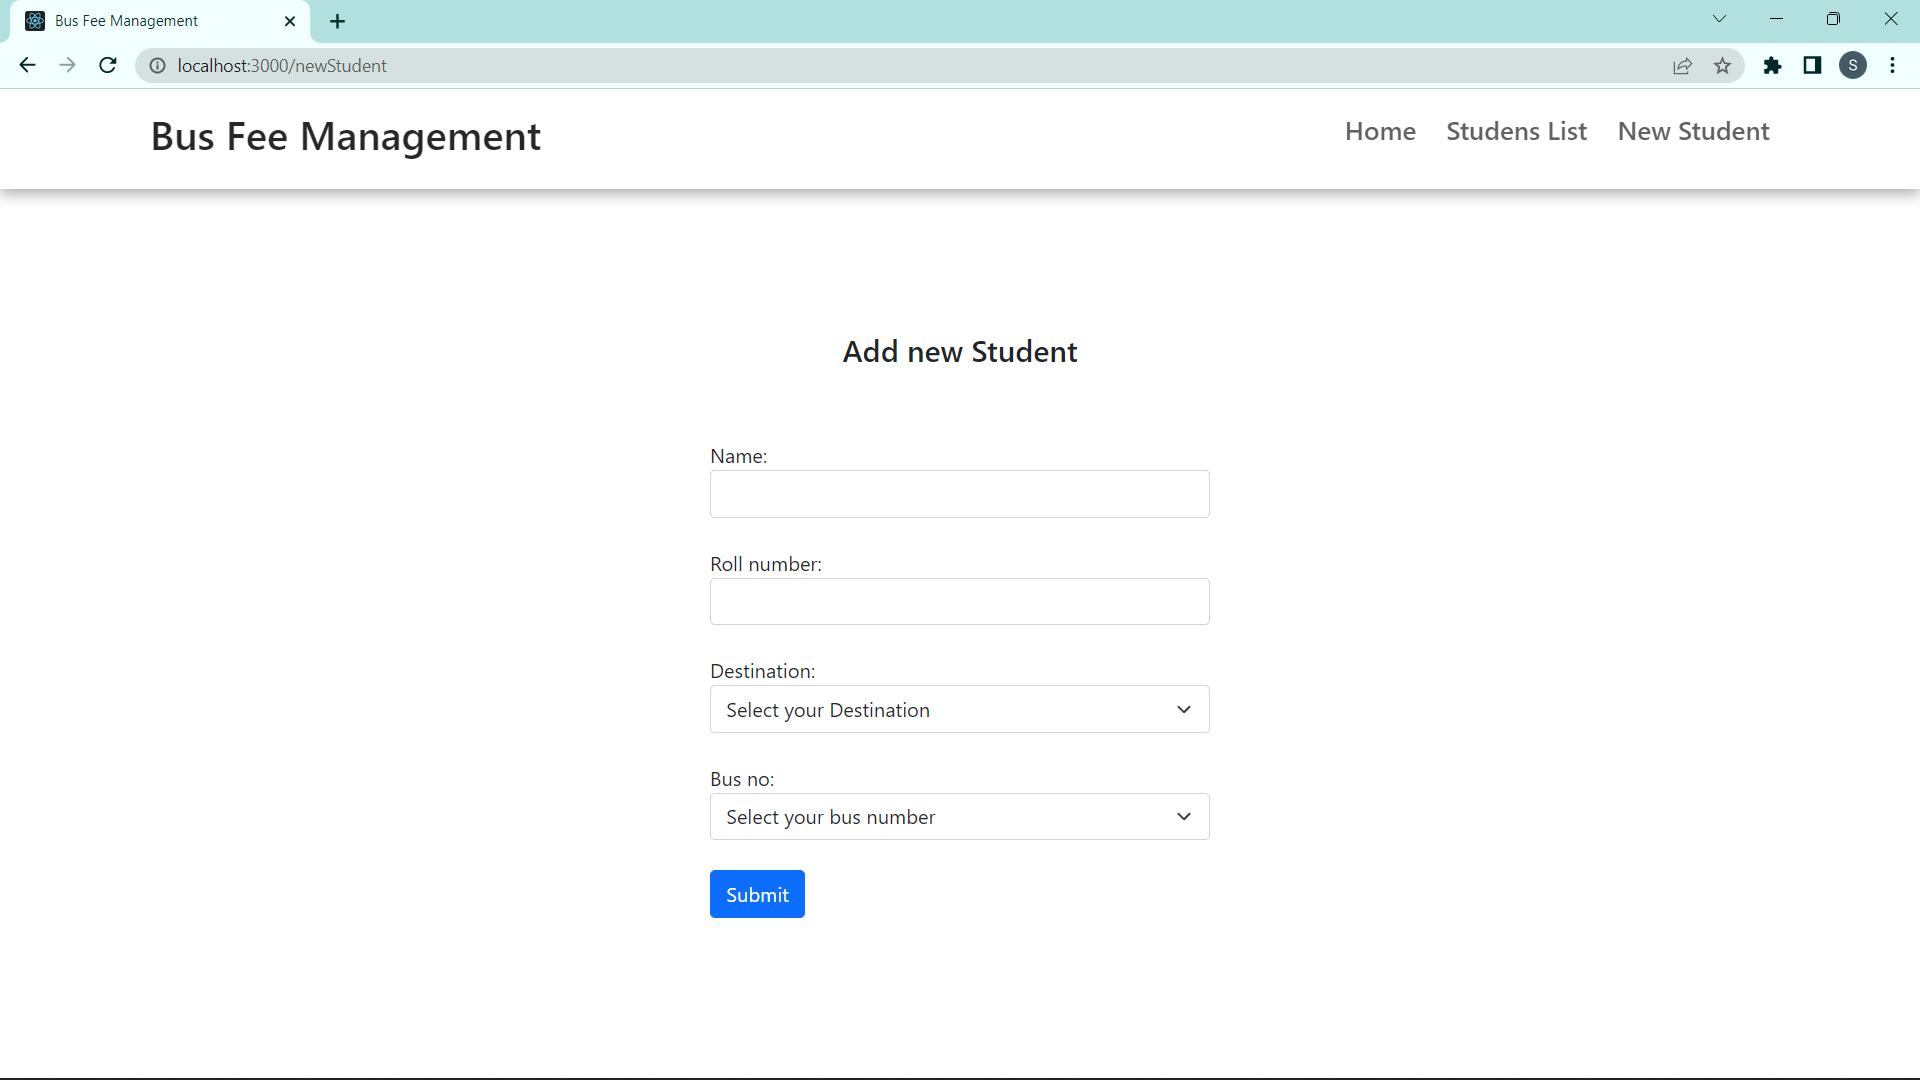 Bus Fee Management
localhost:3000/newStudent
S
Bus Fee Management
Home Studens List New Student
Add new Student
Name:
Roll number:
Destination:
Select your Destination
Bus no:
Select your bus number
Submit